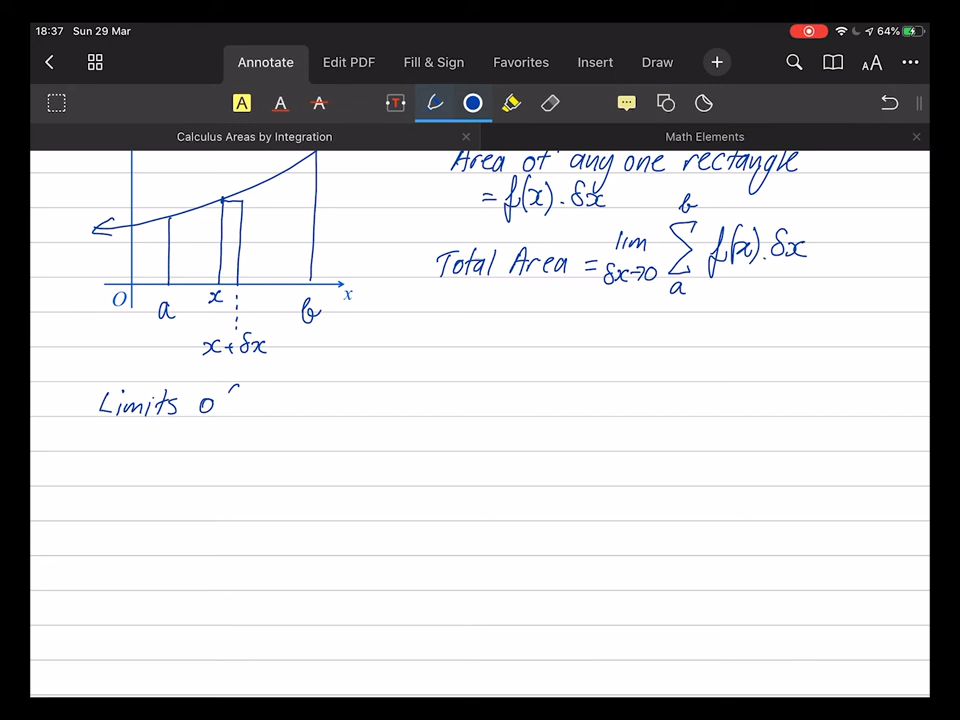 18:37 Sun 29 Mar 64%
Annotate Edit PDF Fill & Sign Favorites Insert Draw
Calculus Areas by Integration Math Elements
Area of any one rectangle
= f(x) . δx
Total Area = lim δx→0 b Σ a f(x) . δx
O a x b x
x + δx
Limits o